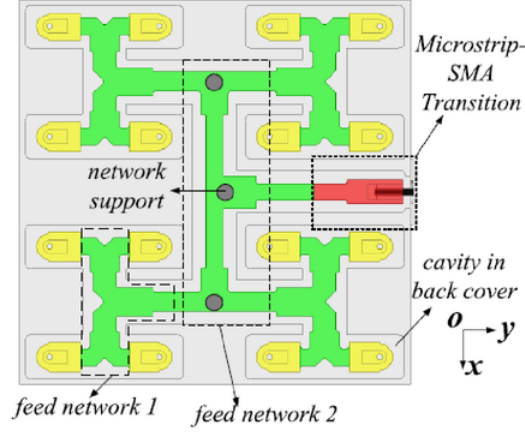 Microstrip-
SMA
Transition
network
support
cavity in
back cover
o
y
x
feed network 1
feed network 2